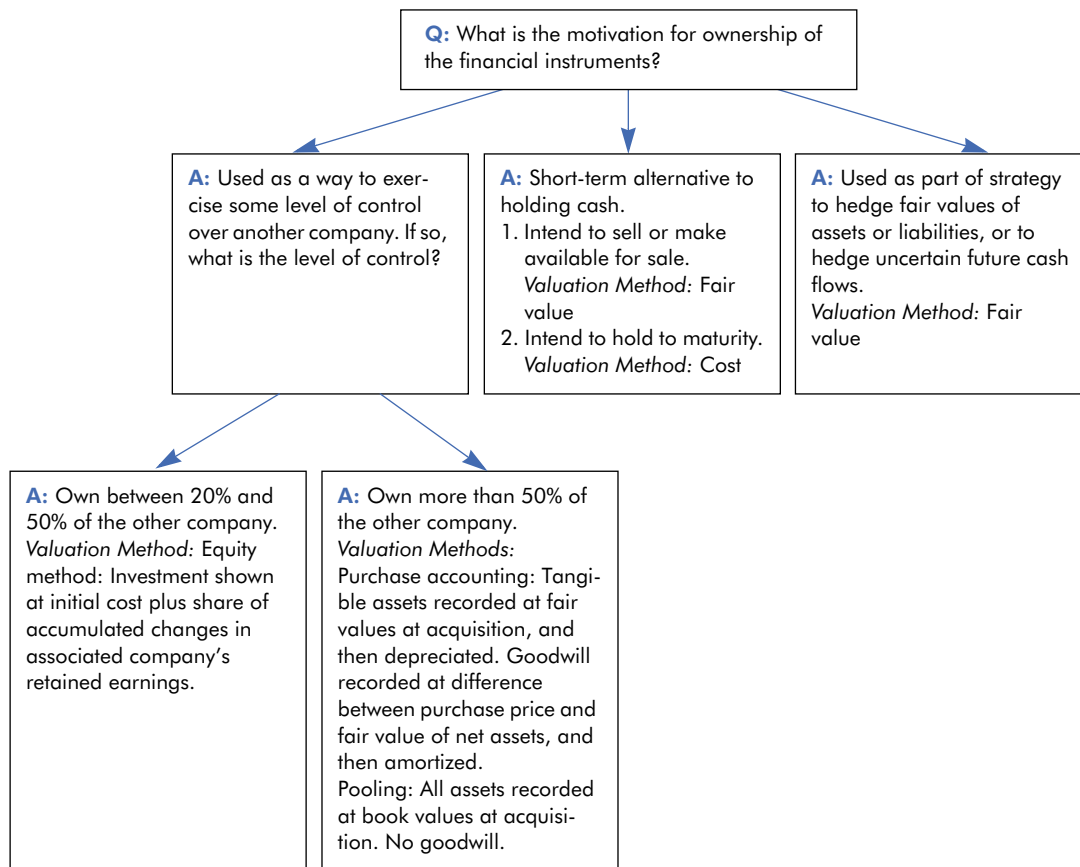 Q: What is the motivation for ownership of
the financial instruments?
A: Used as a way to exer-
cise some level of control
over another company. If so,
what is the level of control?
A: Short-term alternative to
holding cash.
1. Intend to sell or make
available for sale.
Valuation Method: Fair
value
2. Intend to hold to maturity.
Valuation Method: Cost
A: Used as part of strategy
to hedge fair values of
assets or liabilities, or to
hedge uncertain future cash
flows.
Valuation Method: Fair
value
A: Own between 20% and
50% of the other company.
Valuation Method: Equity
method: Investment shown
at initial cost plus share of
accumulated changes in
associated company's
retained earnings.
A: Own more than 50% of
the other company.
Valuation Methods:
Purchase accounting: Tangi-
ble assets recorded at fair
values at acquisition, and
then depreciated. Goodwill
recorded at difference
between purchase price and
fair value of net assets, and
then amortized.
Pooling: All assets recorded
at book values at acquisi-
tion. No goodwill.